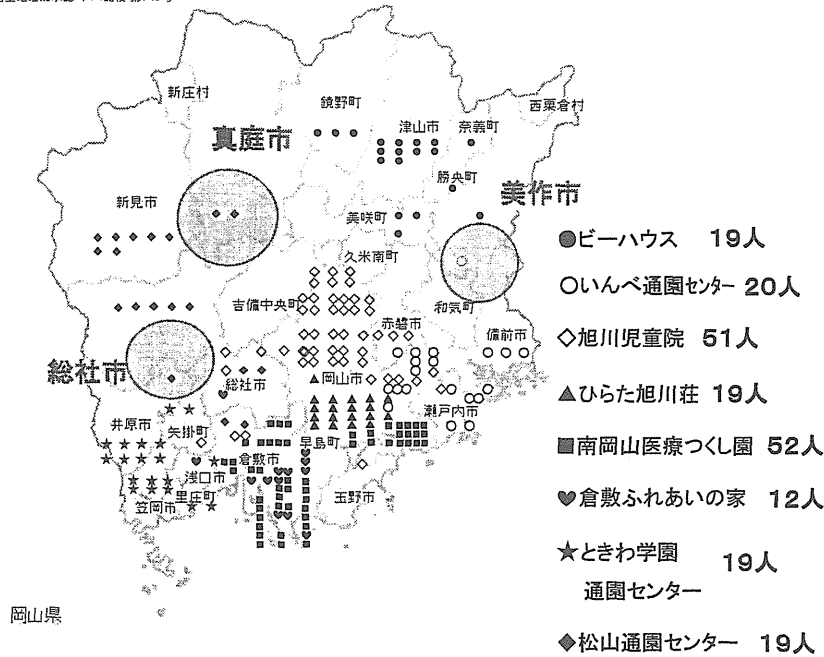 新庄村
鏡野町
西粟倉村
津山市
奈義町
真庭市
勝央町
美作市
新見市
美咲町
久米南町
吉備中央町
和気町
赤磐市
備前市
総社市
総社市
岡山市
瀬戸内市
井原市
矢掛町
早島町
倉敷市
浅口市
里庄町
玉野市
笠岡市
岡山県
●ビーハウス 19人
○いんべ通園センター 20人
◇旭川児童院 51人
▲ひらた旭川荘 19人
■南岡山医療つくし園 52人
♥倉敷ふれあいの家 12人
★ときわ学園 19人
通園センター
◆松山通園センター 19人